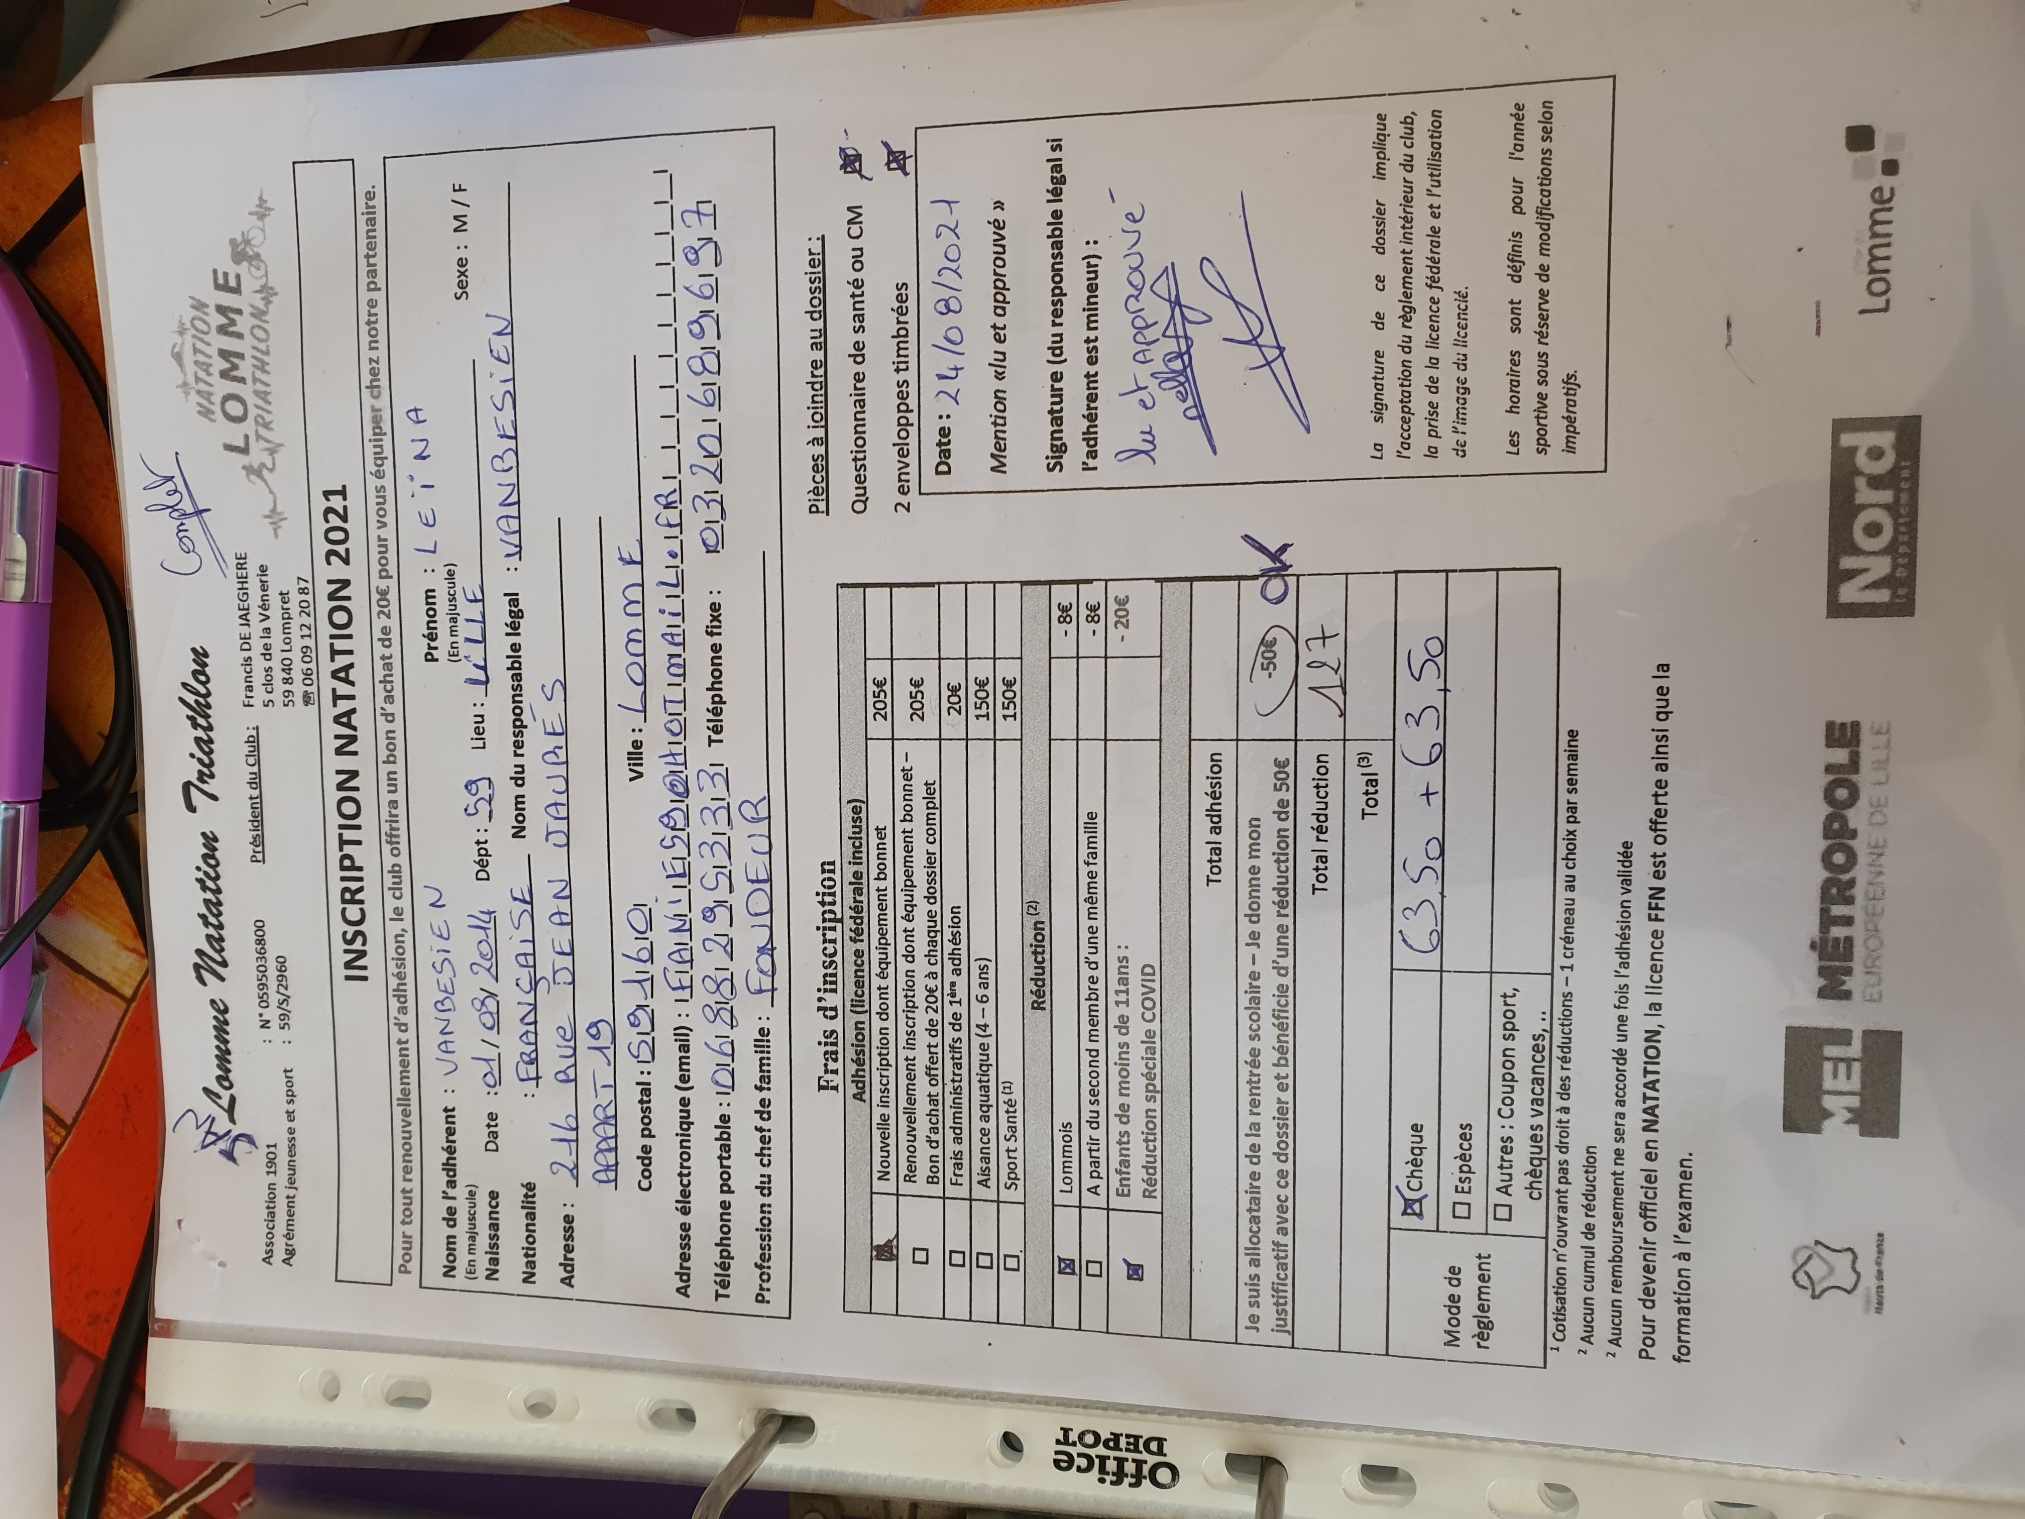 Complet
Lomme Natation Triathlon
NATATION
LOMME
TRIATHLON
Association 1901 : N° 0595036800
Agrément jeunesse et sport : 59/S/2960
Président du Club : Francis DE JAEGHERE
5 clos de la Vénerie
59 840 Lompret
☎ 06 09 12 20 87
INSCRIPTION NATATION 2021
Pour tout renouvellement d'adhésion, le club offrira un bon d'achat de 20€ pour vous équiper chez notre partenaire.
Nom de l'adhérent : VANBESIEN Prénom : LEÏNA
(En majuscule) (En majuscule)
Naissance Date : 01/09/2014 Dépt : 59 Lieu : LILLE Sexe : M / F
Nationalité : FRANÇAISE Nom du responsable légal : VANBESIEN
Adresse : 216 RUE JEAN JAURÈS
APPART 19
Code postal : 59160 Ville : LOMME
Adresse électronique (email) : FANIES9@HOTMAIL.FR
Téléphone portable : 0688295333 Téléphone fixe : 0320689697
Profession du chef de famille : FONDEUR
Frais d'inscription
Adhésion (licence fédérale incluse)
Nouvelle inscription dont équipement bonnet 205€
☐ Renouvellement inscription dont équipement bonnet – 205€
Bon d'achat offert de 20€ à chaque dossier complet
☐ Frais administratifs de 1ère adhésion 20€
☐ Aisance aquatique (4 – 6 ans) 150€
☐ Sport Santé (1) 150€
Réduction (2)
☒ Lommois - 8€
☐ A partir du second membre d'une même famille - 8€
☒ Enfants de moins de 11ans : - 20€
Réduction spéciale COVID
Total adhésion
Je suis allocataire de la rentrée scolaire – Je donne mon -50€ OK
justificatif avec ce dossier et bénéficie d'une réduction de 50€
Total réduction 127
Total (3)
Mode de règlement
☒ Chèque 63,50 + 63,50
☐ Espèces
☐ Autres : Coupon sport,
chèques vacances,..
Pièces à joindre au dossier :
Questionnaire de santé ou CM ☒
2 enveloppes timbrées ☒
Date : 24/08/2021
Mention «lu et approuvé »
Signature (du responsable légal si
l'adhérent est mineur) :
lu et APPROUVÉ
La signature de ce dossier implique
l'acceptation du règlement intérieur du club,
la prise de la licence fédérale et l'utilisation
de l'image du licencié.
Les horaires sont définis pour l'année
sportive sous réserve de modifications selon
impératifs.
1 Cotisation n'ouvrant pas droit à des réductions – 1 créneau au choix par semaine
2 Aucun cumul de réduction
2 Aucun remboursement ne sera accordé une fois l'adhésion validée
Pour devenir officiel en NATATION, la licence FFN est offerte ainsi que la
formation à l'examen.
Hauts-de-France
MEL MÉTROPOLE
EUROPÉENNE DE LILLE
Nord
le Département
Lomme
Office
DEPOT